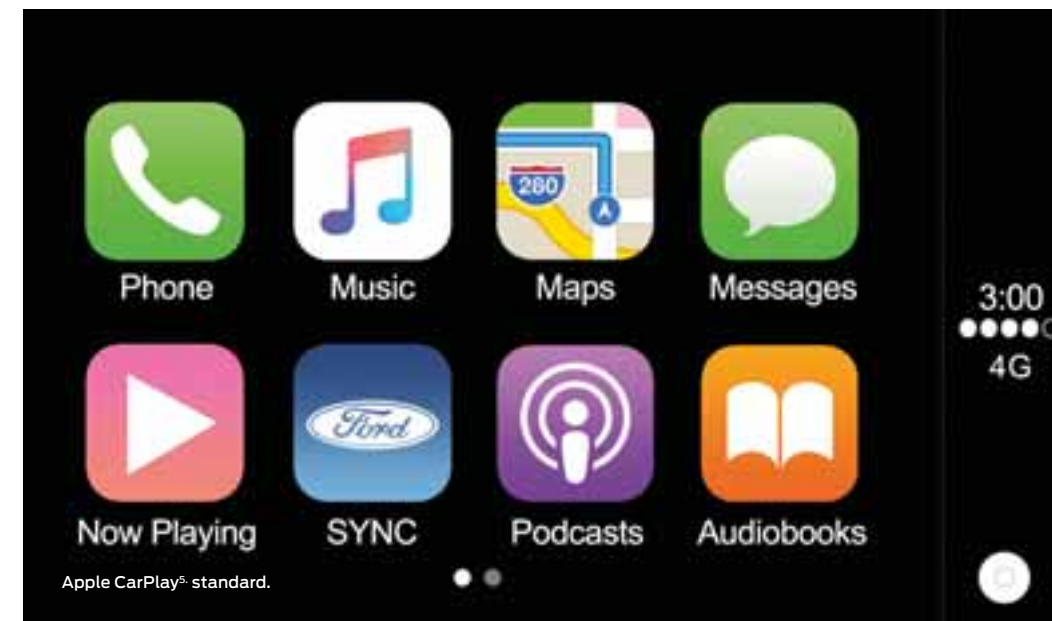 280
Phone Music Maps Messages
3:00
4G
Ford
Now Playing SYNC Podcasts Audiobooks
Apple CarPlay5. standard.